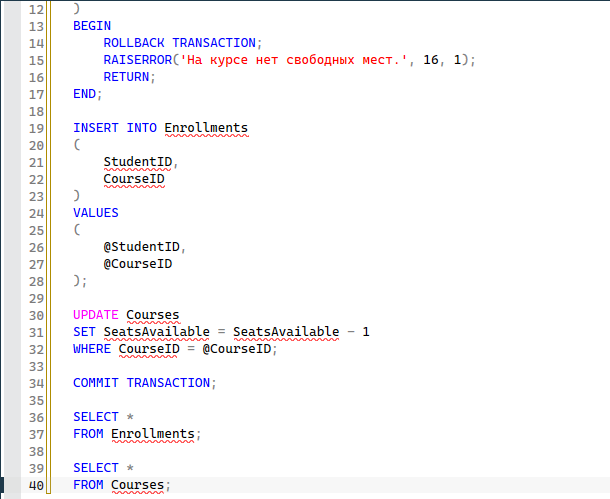 12 )
13 BEGIN
14     ROLLBACK TRANSACTION;
15     RAISERROR('На курсе нет свободных мест.', 16, 1);
16     RETURN;
17 END;
18
19 INSERT INTO Enrollments
20 (
21     StudentID,
22     CourseID
23 )
24 VALUES
25 (
26     @StudentID,
27     @CourseID
28 );
29
30 UPDATE Courses
31 SET SeatsAvailable = SeatsAvailable - 1
32 WHERE CourseID = @CourseID;
33
34 COMMIT TRANSACTION;
35
36 SELECT *
37 FROM Enrollments;
38
39 SELECT *
40 FROM Courses;